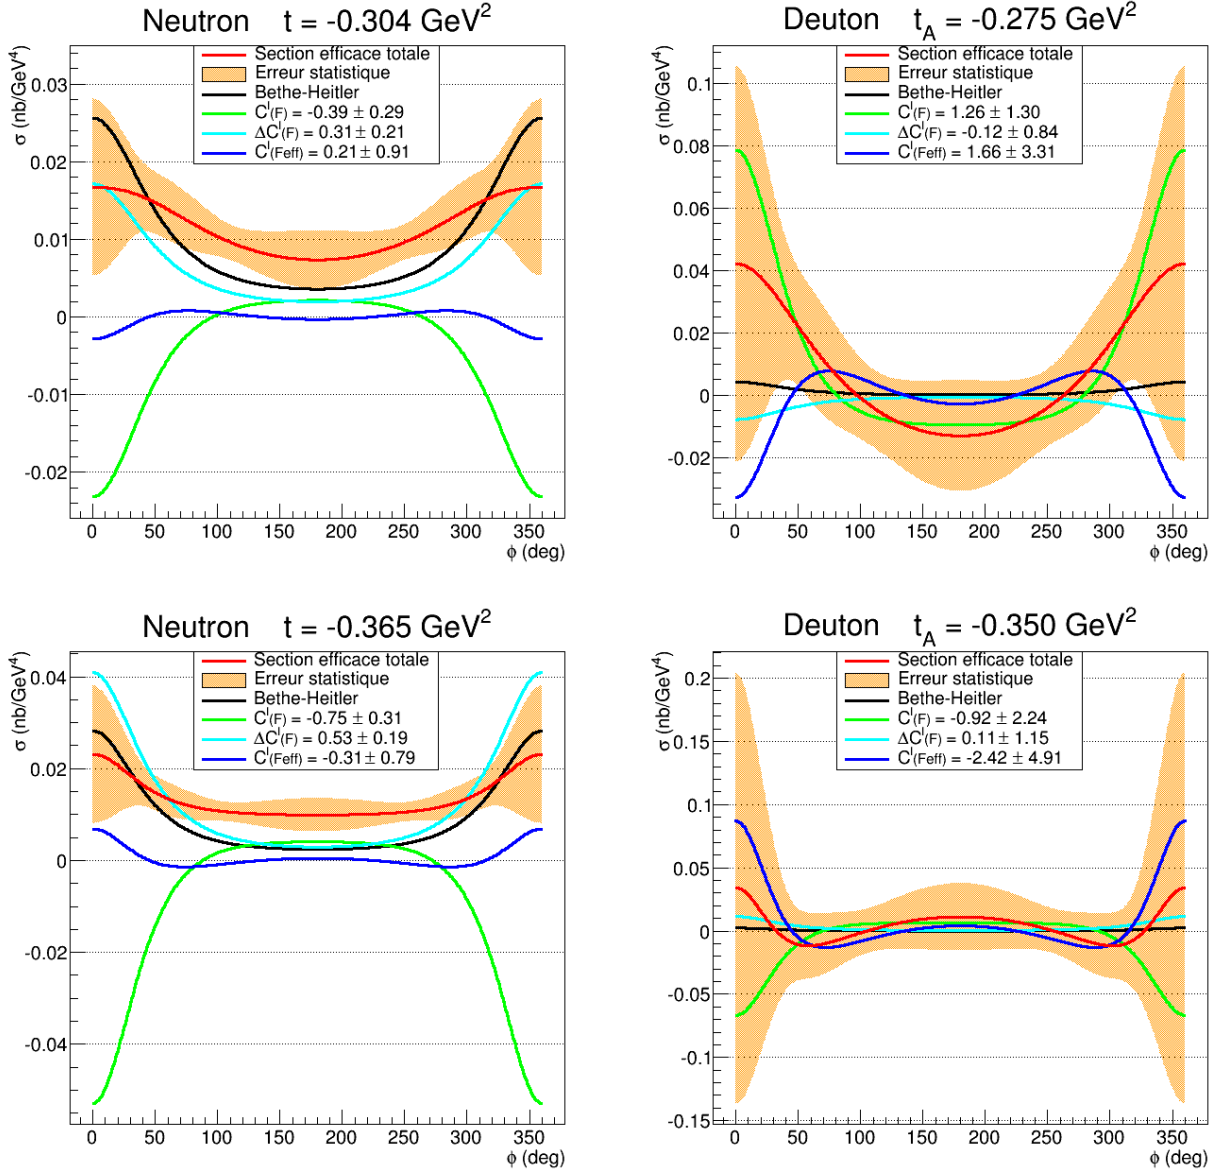 Neutron t = -0.304 GeV²
Section efficace totale
Erreur statistique
Bethe-Heitler
Cᴵ(F) = -0.39 ± 0.29
ΔCᴵ(F) = 0.31 ± 0.21
Cᴵ(Feff) = 0.21 ± 0.91
σ (nb/GeV⁴)
0.03
0.02
0.01
0
-0.01
-0.02
0 50 100 150 200 250 300 350
φ (deg)
Deuton t_A = -0.275 GeV²
Section efficace totale
Erreur statistique
Bethe-Heitler
Cᴵ(F) = 1.26 ± 1.30
ΔCᴵ(F) = -0.12 ± 0.84
Cᴵ(Feff) = 1.66 ± 3.31
σ (nb/GeV⁴)
0.1
0.08
0.06
0.04
0.02
0
-0.02
0 50 100 150 200 250 300 350
φ (deg)
Neutron t = -0.365 GeV²
Section efficace totale
Erreur statistique
Bethe-Heitler
Cᴵ(F) = -0.75 ± 0.31
ΔCᴵ(F) = 0.53 ± 0.19
Cᴵ(Feff) = -0.31 ± 0.79
σ (nb/GeV⁴)
0.04
0.02
0
-0.02
-0.04
0 50 100 150 200 250 300 350
φ (deg)
Deuton t_A = -0.350 GeV²
Section efficace totale
Erreur statistique
Bethe-Heitler
Cᴵ(F) = -0.92 ± 2.24
ΔCᴵ(F) = 0.11 ± 1.15
Cᴵ(Feff) = -2.42 ± 4.91
σ (nb/GeV⁴)
0.2
0.15
0.1
0.05
0
-0.05
-0.1
-0.15
0 50 100 150 200 250 300 350
φ (deg)